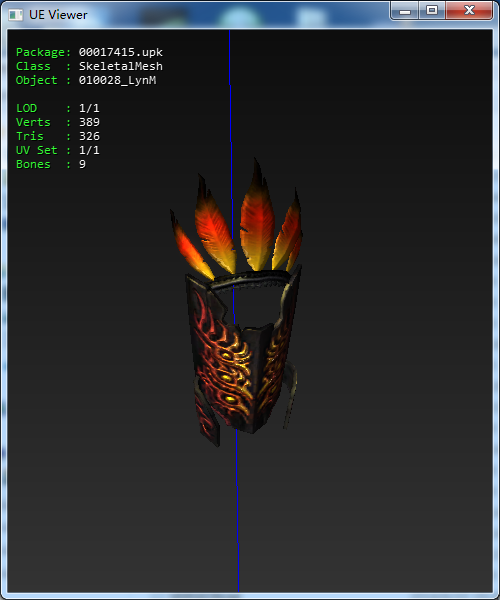 UE Viewer
Package: 00017415.upk
Class : SkeletalMesh
Object : 010028_LynM
LOD : 1/1
Verts : 389
Tris : 326
UV Set : 1/1
Bones : 9